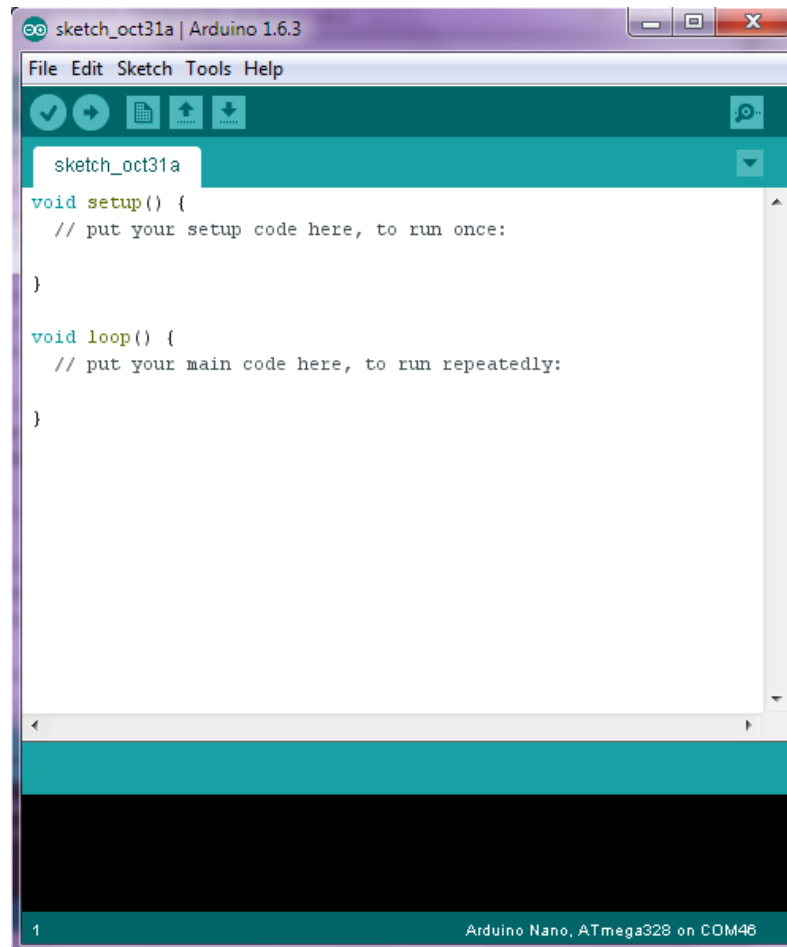 sketch_oct31a | Arduino 1.6.3
File Edit Sketch Tools Help
sketch_oct31a
void setup() {
  // put your setup code here, to run once:
}
void loop() {
  // put your main code here, to run repeatedly:
}
1 Arduino Nano, ATmega328 on COM46